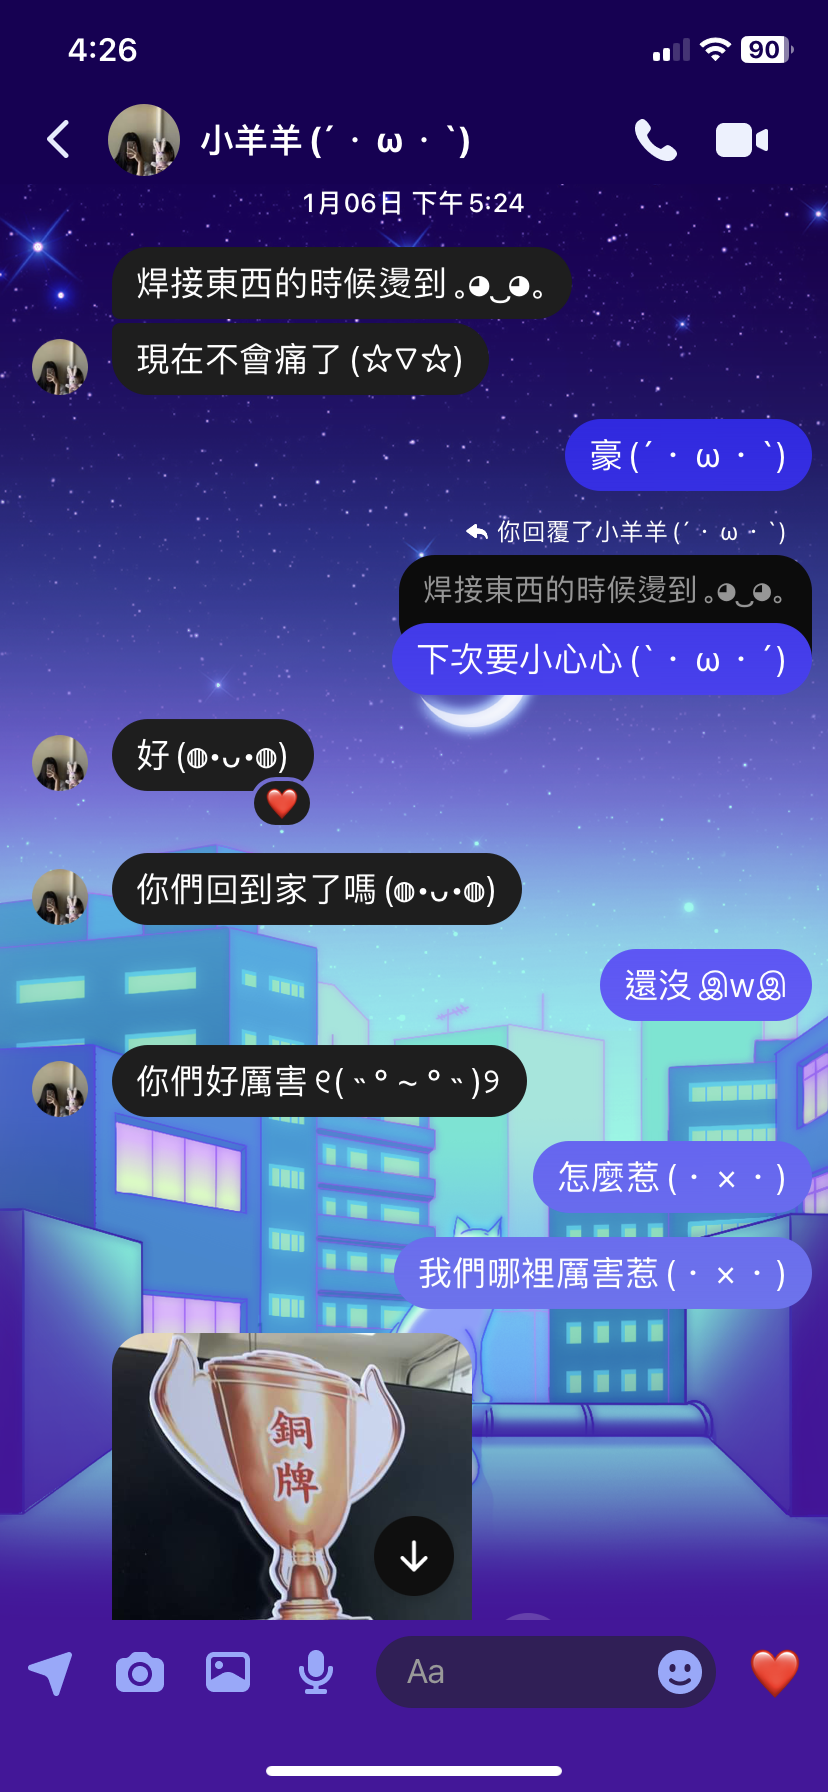 4:26
90
小羊羊 (´・ω・`)
1月06日 下午5:24
焊接東西的時候燙到 ｡◕‿◕｡
現在不會痛了 (☆▽☆)
豪 (´・ω・`)
你回覆了小羊羊 (´・ω・`)
焊接東西的時候燙到 ｡◕‿◕｡
下次要小心心 (`・ω・´)
好 (◍•ᴗ•◍)
❤️
你們回到家了嗎 (◍•ᴗ•◍)
還沒 இwஇ
你們好厲害 ୧( ˵ ° ~ ° ˵ )୨
怎麼惹 (・×・)
我們哪裡厲害惹 (・×・)
銅
牌
Aa